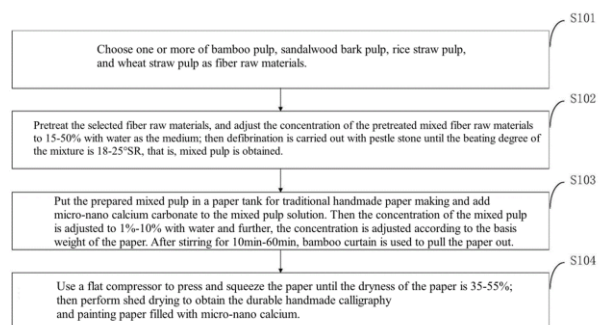 S101
Choose one or more of bamboo pulp, sandalwood bark pulp, rice straw pulp,
and wheat straw pulp as fiber raw materials.
S102
Pretreat the selected fiber raw materials, and adjust the concentration of the pretreated mixed fiber raw materials
to 15-50% with water as the medium; then defibrination is carried out with pestle stone until the beating degree of
the mixture is 18-25°SR, that is, mixed pulp is obtained.
S103
Put the prepared mixed pulp in a paper tank for traditional handmade paper making and add
micro-nano calcium carbonate to the mixed pulp solution. Then the concentration of the mixed pulp
is adjusted to 1%-10% with water and further, the concentration is adjusted according to the basis
weight of the paper. After stirring for 10min-60min, bamboo curtain is used to pull the paper out.
S104
Use a flat compressor to press and squeeze the paper until the dryness of the paper is 35-55%;
then perform shed drying to obtain the durable handmade calligraphy
and painting paper filled with micro-nano calcium.